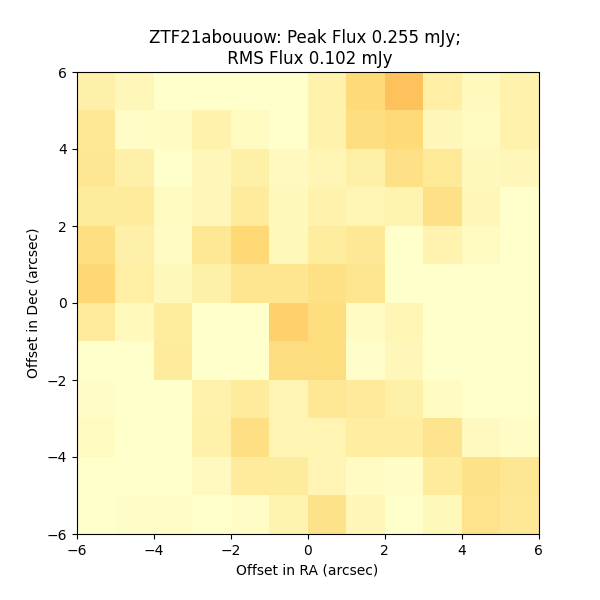 ZTF21abouuow: Peak Flux 0.255 mJy;
RMS Flux 0.102 mJy
6
4
2
0
−2
−4
−6
Offset in Dec (arcsec)
−6 −4 −2 0 2 4 6
Offset in RA (arcsec)